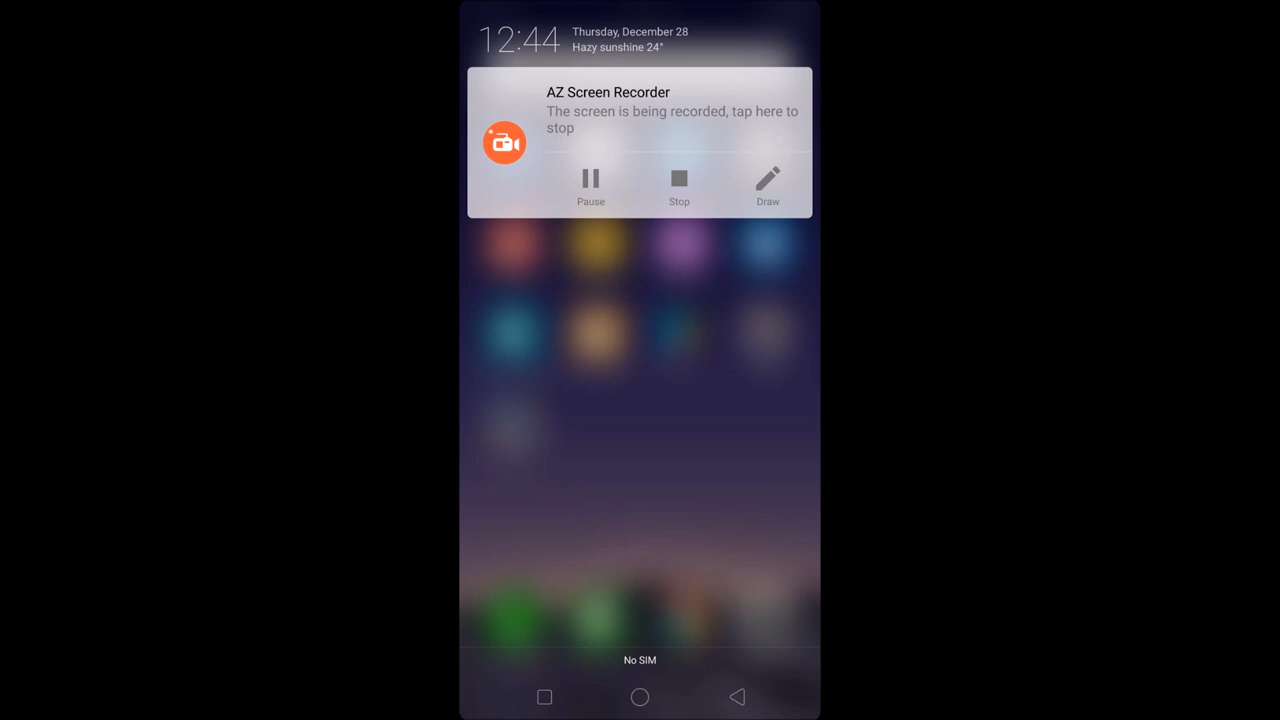 12:44
Thursday, December 28
Hazy sunshine 24°
AZ Screen Recorder
The screen is being recorded, tap here to
stop
Pause
Stop
Draw
No SIM